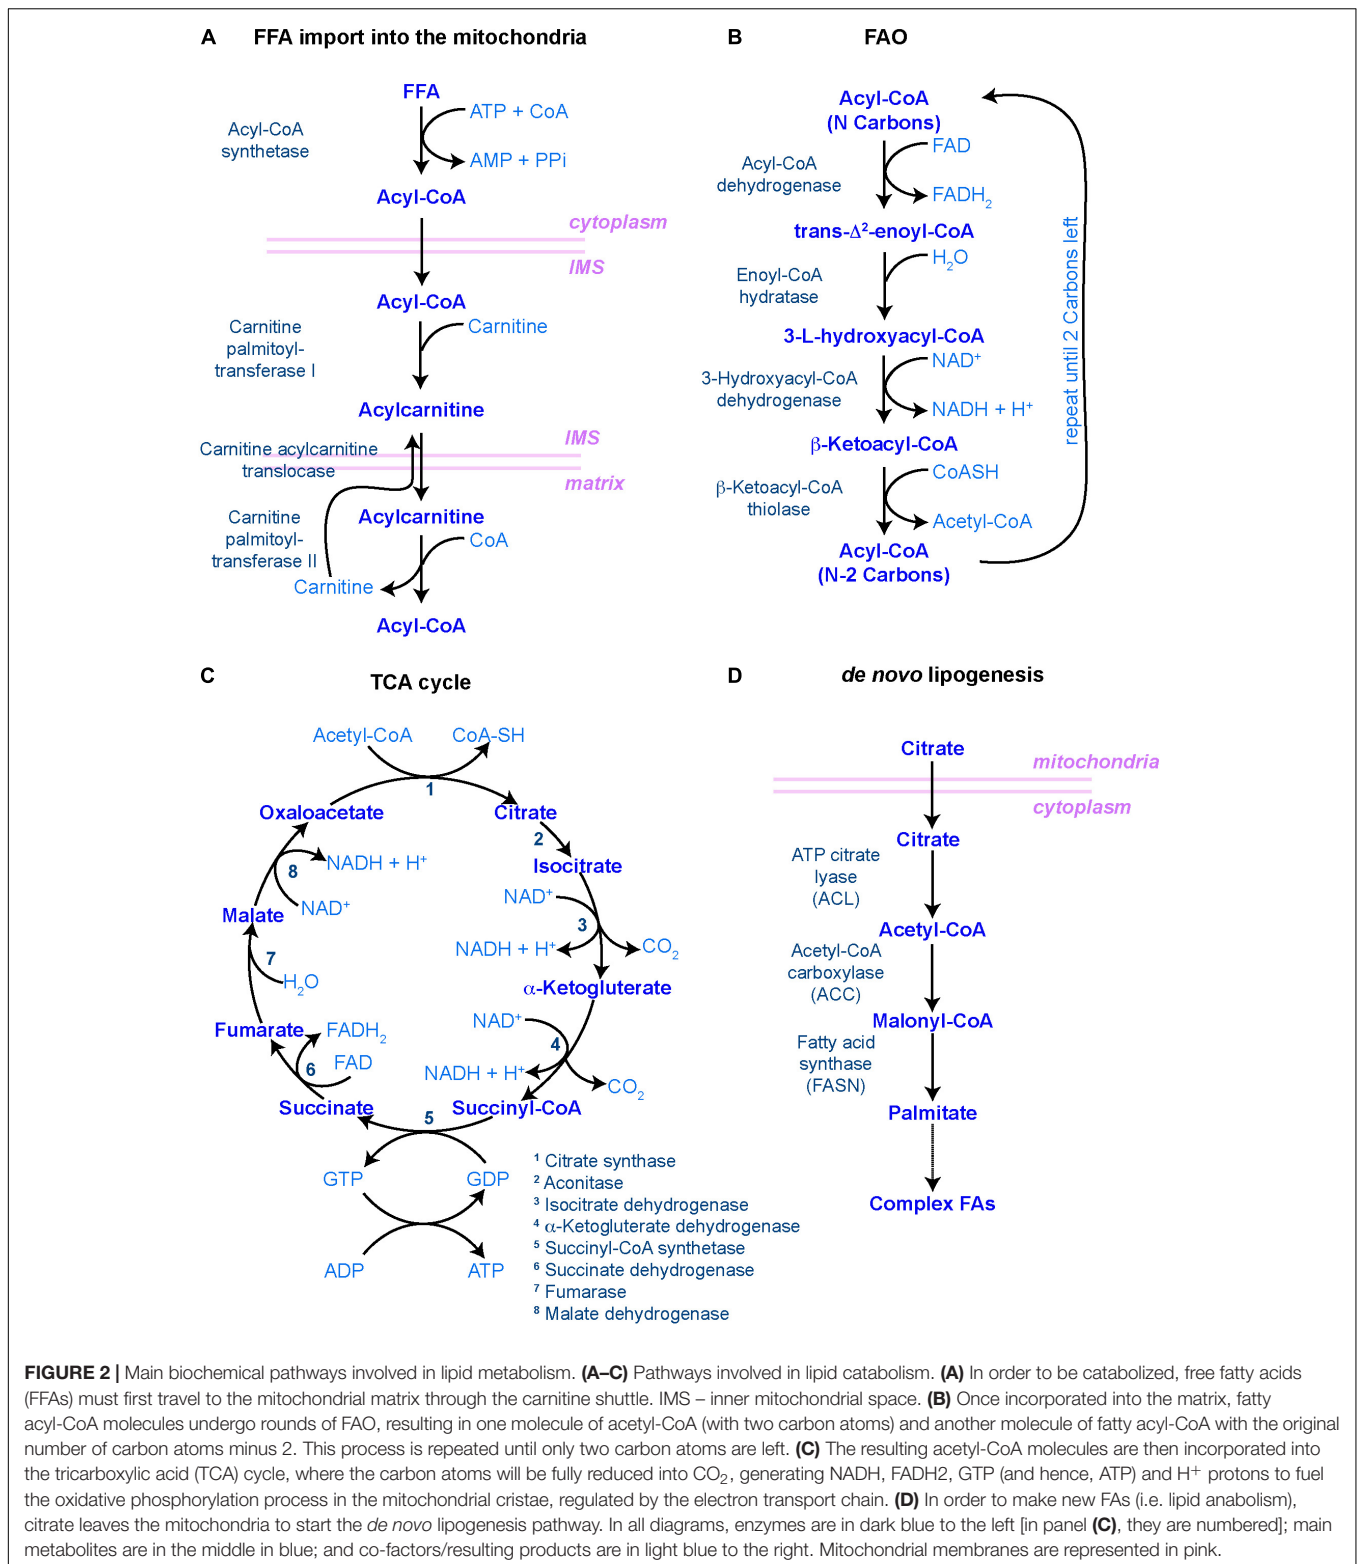 A FFA import into the mitochondria
FFA
ATP + CoA
Acyl-CoA
synthetase
AMP + PPi
Acyl-CoA
cytoplasm
IMS
Acyl-CoA
Carnitine
Carnitine
palmitoyl-
transferase I
Acylcarnitine
IMS
Carnitine acylcarnitine
translocase
matrix
Acylcarnitine
Carnitine
palmitoyl-
transferase II
CoA
Carnitine
Acyl-CoA
B FAO
Acyl-CoA
(N Carbons)
FAD
Acyl-CoA
dehydrogenase
FADH₂
trans-Δ²-enoyl-CoA
H₂O
Enoyl-CoA
hydratase
3-L-hydroxyacyl-CoA
NAD⁺
3-Hydroxyacyl-CoA
dehydrogenase
NADH + H⁺
β-Ketoacyl-CoA
CoASH
β-Ketoacyl-CoA
thiolase
Acetyl-CoA
Acyl-CoA
(N-2 Carbons)
repeat until 2 Carbons left
C TCA cycle
Acetyl-CoA CoA-SH
1
Oxaloacetate Citrate
2
Isocitrate
NAD⁺
3
NADH + H⁺ CO₂
α-Ketogluterate
NAD⁺
4
NADH + H⁺ CO₂
Succinyl-CoA
5
Succinate
6
FAD
FADH₂
Fumarate
H₂O
7
Malate
NAD⁺
8
NADH + H⁺
GTP GDP
ADP ATP
¹ Citrate synthase
² Aconitase
³ Isocitrate dehydrogenase
⁴ α-Ketogluterate dehydrogenase
⁵ Succinyl-CoA synthetase
⁶ Succinate dehydrogenase
⁷ Fumarase
⁸ Malate dehydrogenase
D de novo lipogenesis
Citrate
mitochondria
cytoplasm
Citrate
ATP citrate
lyase
(ACL)
Acetyl-CoA
Acetyl-CoA
carboxylase
(ACC)
Malonyl-CoA
Fatty acid
synthase
(FASN)
Palmitate
Complex FAs
FIGURE 2 | Main biochemical pathways involved in lipid metabolism. (A–C) Pathways involved in lipid catabolism. (A) In order to be catabolized, free fatty acids
(FFAs) must first travel to the mitochondrial matrix through the carnitine shuttle. IMS – inner mitochondrial space. (B) Once incorporated into the matrix, fatty
acyl-CoA molecules undergo rounds of FAO, resulting in one molecule of acetyl-CoA (with two carbon atoms) and another molecule of fatty acyl-CoA with the original
number of carbon atoms minus 2. This process is repeated until only two carbon atoms are left. (C) The resulting acetyl-CoA molecules are then incorporated into
the tricarboxylic acid (TCA) cycle, where the carbon atoms will be fully reduced into CO₂, generating NADH, FADH2, GTP (and hence, ATP) and H⁺ protons to fuel
the oxidative phosphorylation process in the mitochondrial cristae, regulated by the electron transport chain. (D) In order to make new FAs (i.e. lipid anabolism),
citrate leaves the mitochondria to start the de novo lipogenesis pathway. In all diagrams, enzymes are in dark blue to the left [in panel (C), they are numbered]; main
metabolites are in the middle in blue; and co-factors/resulting products are in light blue to the right. Mitochondrial membranes are represented in pink.